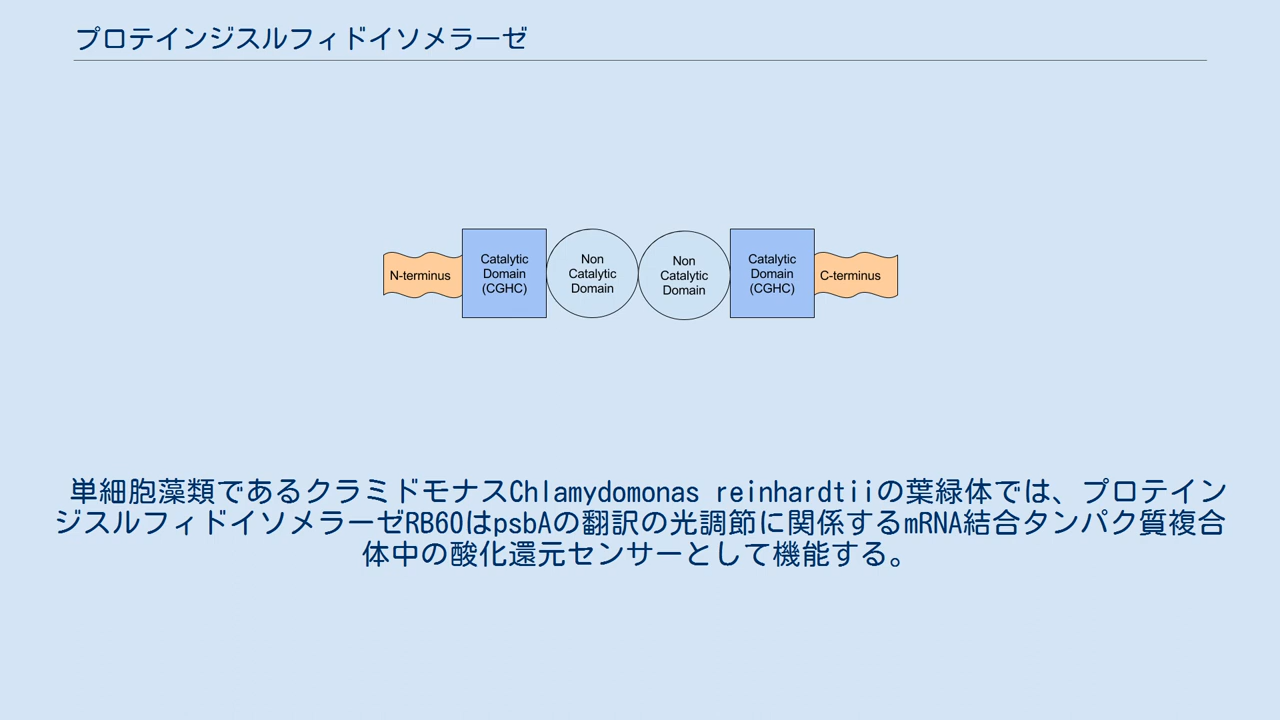 プロテインジスルフィドイソメラーゼ
N-terminus
Catalytic
Domain
(CGHC)
Non
Catalytic
Domain
Non
Catalytic
Domain
Catalytic
Domain
(CGHC)
C-terminus
単細胞藻類であるクラミドモナスChlamydomonas reinhardtiiの葉緑体では、プロテイン
ジスルフィドイソメラーゼRB60はpsbAの翻訳の光調節に関係するmRNA結合タンパク質複合
体中の酸化還元センサーとして機能する。